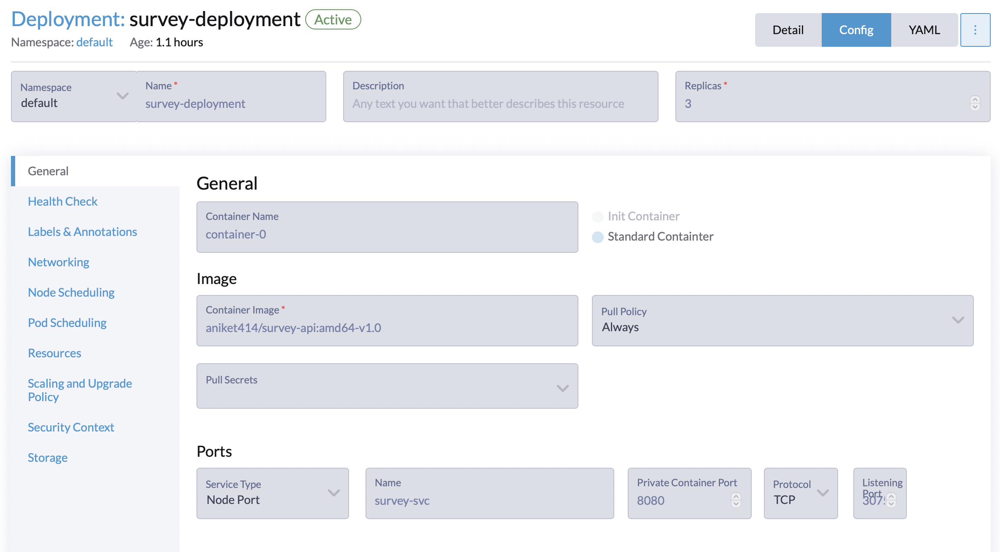 Deployment: survey-deployment Active
Namespace: default Age: 1.1 hours
Detail Config YAML
Namespace
default
Name *
survey-deployment
Description
Any text you want that better describes this resource
Replicas *
3
General
Health Check
Labels & Annotations
Networking
Node Scheduling
Pod Scheduling
Resources
Scaling and Upgrade
Policy
Security Context
Storage
General
Container Name
container-0
Init Container
Standard Containter
Image
Container Image *
aniket414/survey-api:amd64-v1.0
Pull Policy
Always
Pull Secrets
Ports
Service Type
Node Port
Name
survey-svc
Private Container Port
8080
Protocol
TCP
Listening
Port